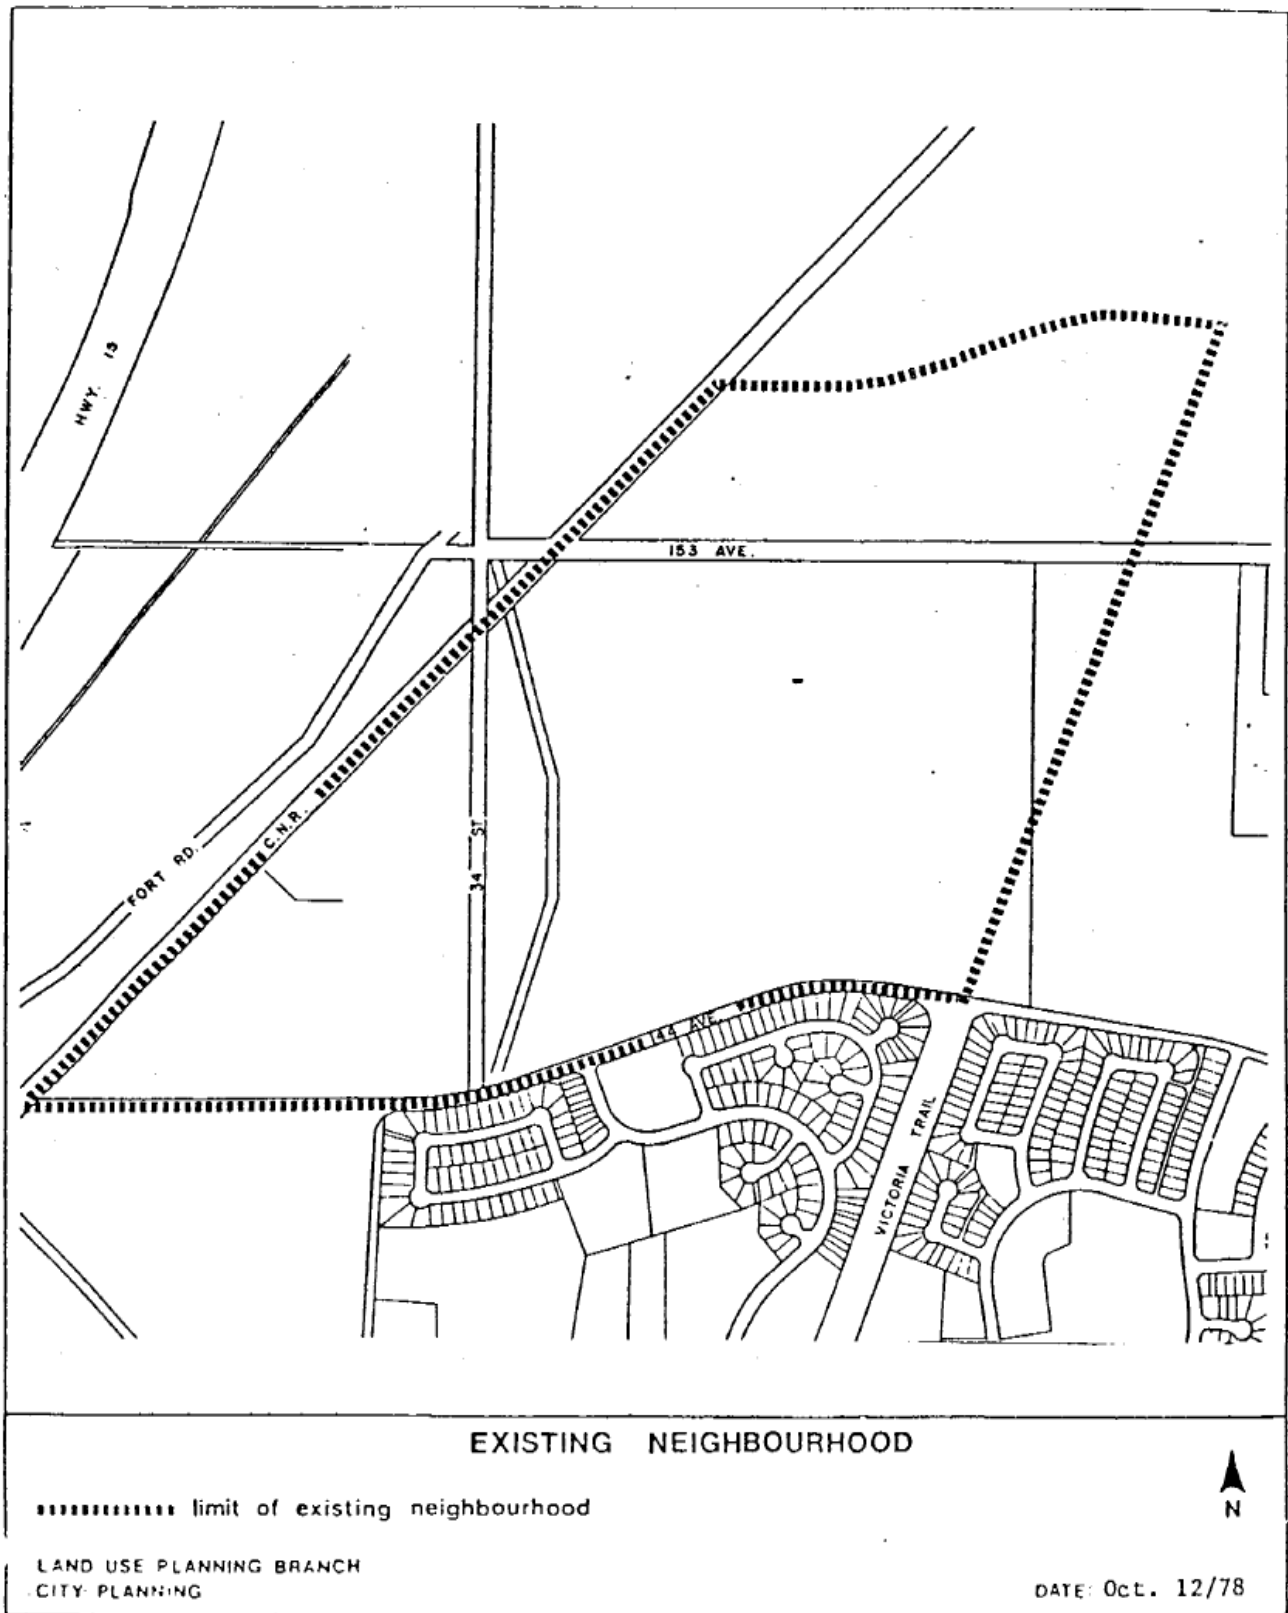 HWY. 15
153 AVE.
FORT RD.
C.N.R.
34 ST
144 AVE.
VICTORIA TRAIL
EXISTING NEIGHBOURHOOD
limit of existing neighbourhood
N
LAND USE PLANNING BRANCH
CITY PLANNING
DATE: Oct. 12/78